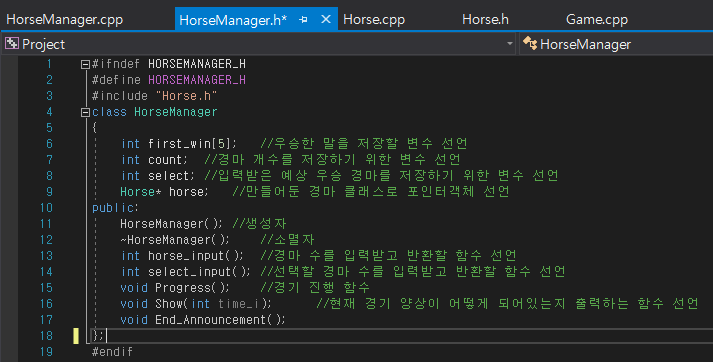 HorseManager.cpp HorseManager.h* Horse.cpp Horse.h Game.cpp
Project HorseManager
1 #ifndef HORSEMANAGER_H
2 #define HORSEMANAGER_H
3 #include "Horse.h"
4 class HorseManager
5 {
6 int first_win[5]; //우승한 말을 저장할 변수 선언
7 int count; //경마 개수를 저장하기 위한 변수 선언
8 int select; //입력받은 예상 우승 경마를 저장하기 위한 변수 선언
9 Horse* horse; //만들어둔 경마 클래스로 포인터객체 선언
10 public:
11 HorseManager(); //생성자
12 ~HorseManager(); //소멸자
13 int horse_input(); //경마 수를 입력받고 반환할 함수 선언
14 int select_input(); //선택할 경마 수를 입력받고 반환할 함수 선언
15 void Progress(); //경기 진행 함수
16 void Show(int time_i); //현재 경기 양상이 어떻게 되어있는지 출력하는 함수 선언
17 void End_Announcement();
18 };
19 #endif